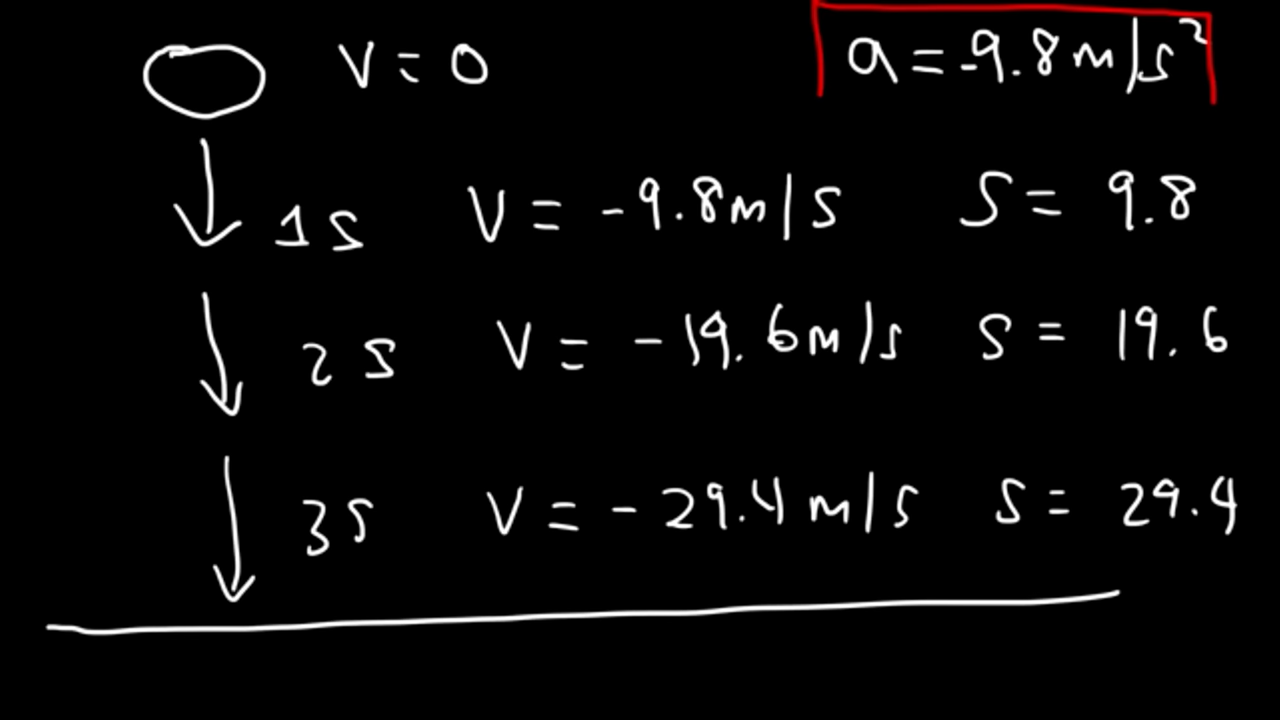 V = 0 a = -9.8 m/s²
1s V = -9.8 m/s S = 9.8
2s V = -19.6 m/s S = 19.6
3s V = -29.4 m/s S = 29.4